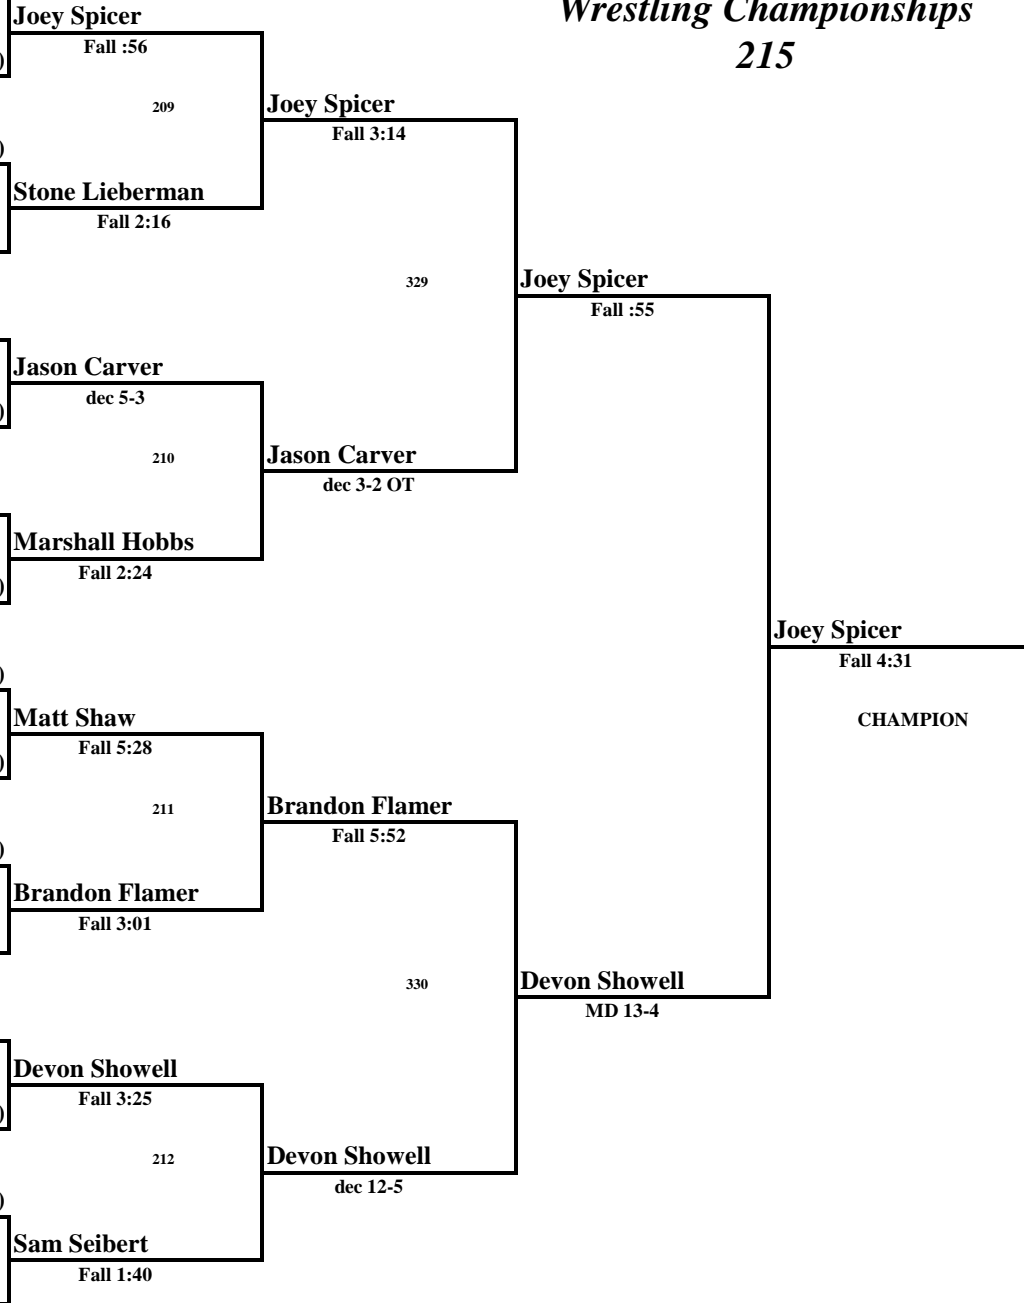 Wrestling Championships
215
Joey Spicer
Fall :56
)
209
Joey Spicer
Fall 3:14
)
Stone Lieberman
Fall 2:16
329
Joey Spicer
Fall :55
Jason Carver
dec 5-3
)
210
Jason Carver
dec 3-2 OT
Marshall Hobbs
Fall 2:24
)
Joey Spicer
Fall 4:31
CHAMPION
)
Matt Shaw
Fall 5:28
)
211
Brandon Flamer
Fall 5:52
)
Brandon Flamer
Fall 3:01
330
Devon Showell
MD 13-4
Devon Showell
Fall 3:25
)
212
Devon Showell
dec 12-5
)
Sam Seibert
Fall 1:40